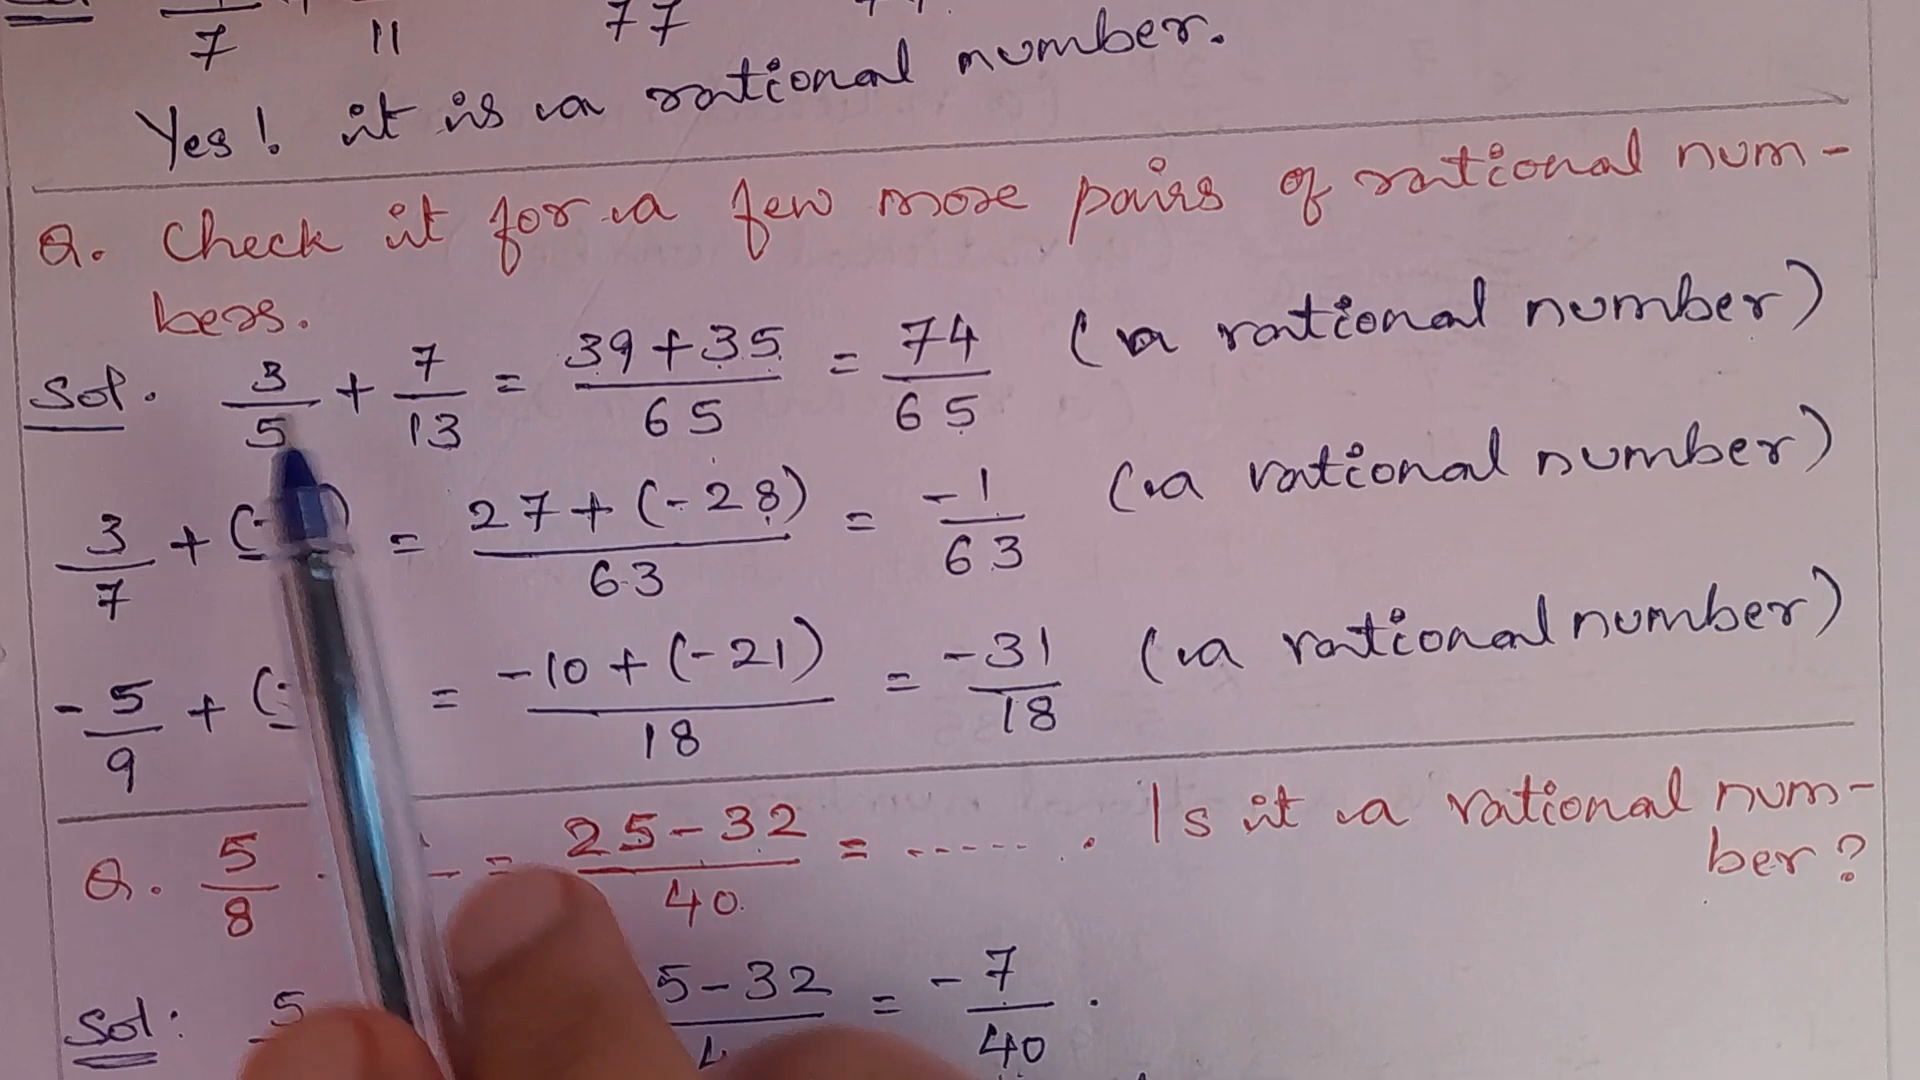 7 11 77
Yes! it is a rational number.
Q. Check it for a few more pairs of rational num-
bers.
Sol. 3/5 + 7/13 = 39+35/65 = 74/65 (a rational number)
3/7 + (- ) = 27+(-28)/63 = -1/63 (a rational number)
-5/9 + (- = -10+(-21)/18 = -31/18 (a rational number)
Q. 5/8 = 25-32/40 = ...... . Is it a rational num-
ber?
Sol: 5 5-32 = -7/40 .